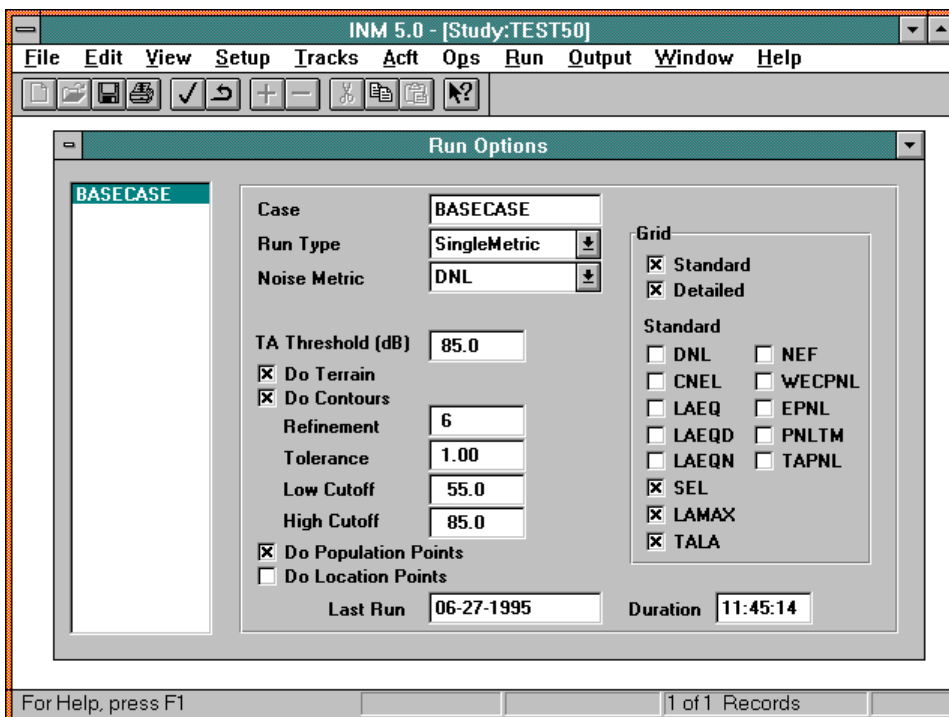 INM 5.0 - [Study:TEST50]
File Edit View Setup Tracks Acft Ops Run Output Window Help
Run Options
BASECASE
Case BASECASE
Run Type SingleMetric
Noise Metric DNL
TA Threshold (dB) 85.0
Do Terrain
Do Contours
Refinement 6
Tolerance 1.00
Low Cutoff 55.0
High Cutoff 85.0
Do Population Points
Do Location Points
Last Run 06-27-1995 Duration 11:45:14
Grid
Standard
Detailed
Standard
DNL NEF
CNEL WECPNL
LAEQ EPNL
LAEQD PNLTM
LAEQN TAPNL
SEL
LAMAX
TALA
For Help, press F1 1 of 1 Records